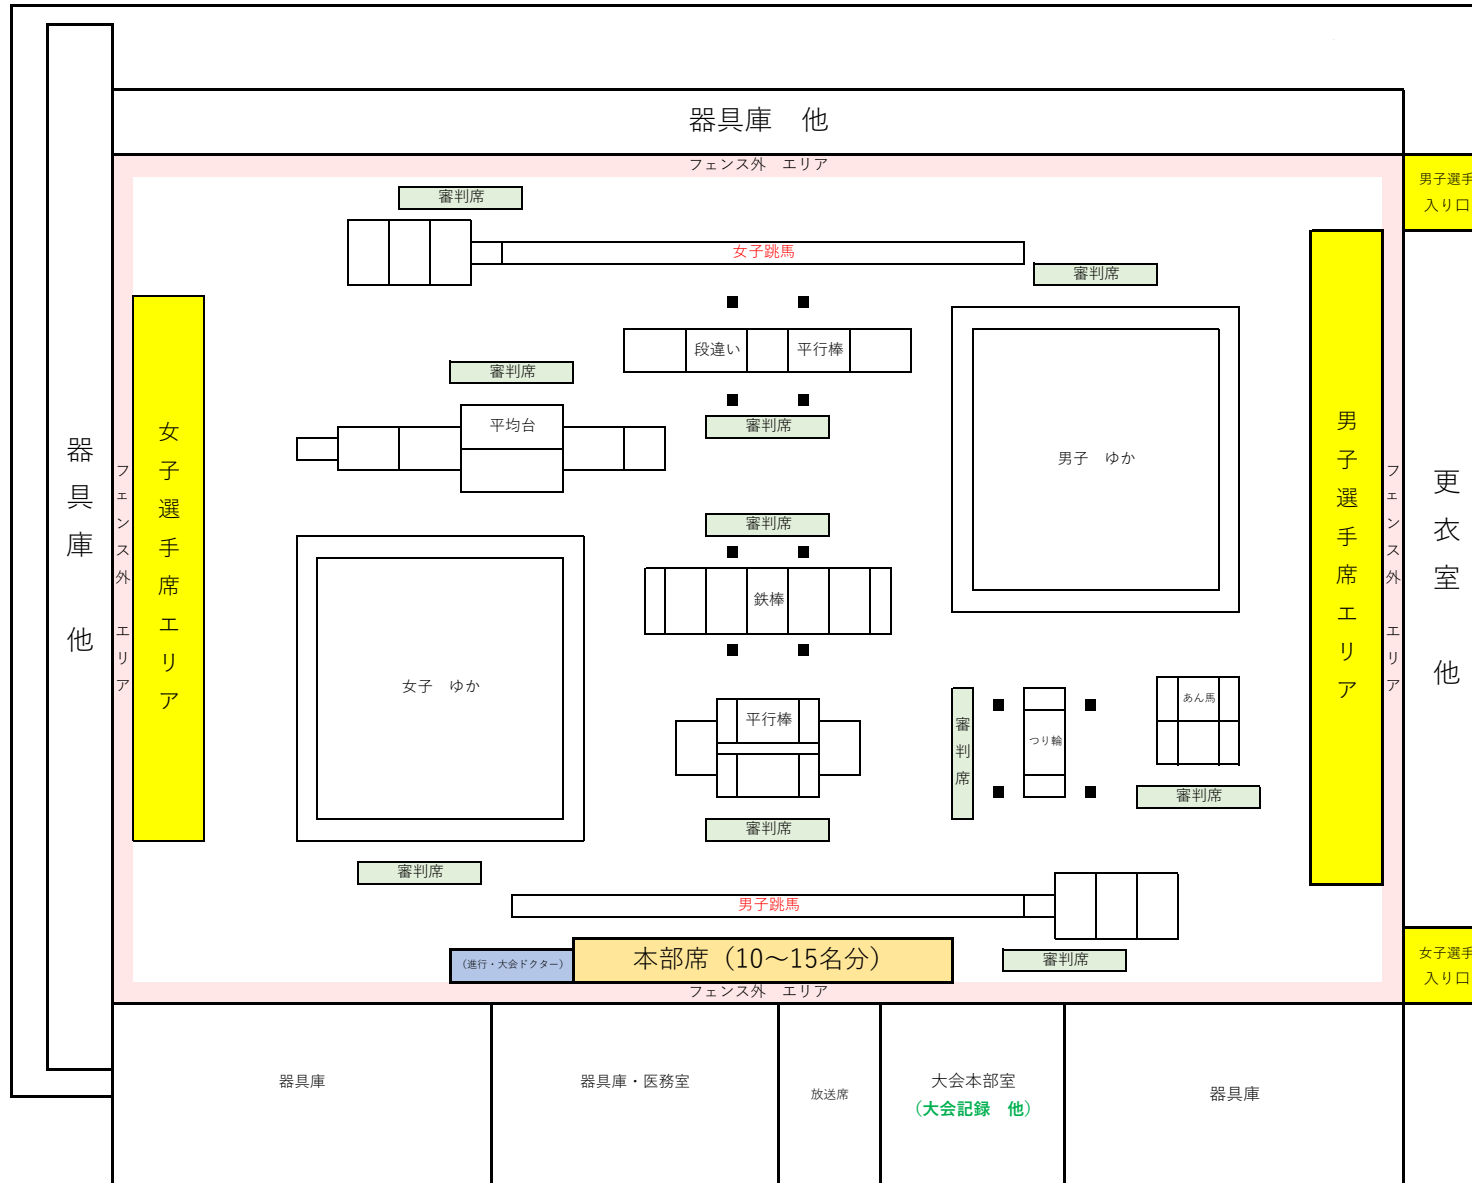 器具庫　他
フェンス外　エリア
男子選手
入り口
審判席
女子跳馬
審判席
段違い
平行棒
審判席
審判席
平均台
男子　ゆか
器具庫　他
フェンス外　エリア
女子選手席エリア
男子選手席エリア
フェンス外　エリア
更衣室　他
審判席
鉄棒
女子　ゆか
平行棒
審判席
つり輪
あん馬
審判席
審判席
審判席
男子跳馬
（進行・大会ドクター）
本部席（10～15名分）
審判席
女子選手
入り口
フェンス外　エリア
器具庫
器具庫・医務室
放送席
大会本部室
（大会記録　他）
器具庫